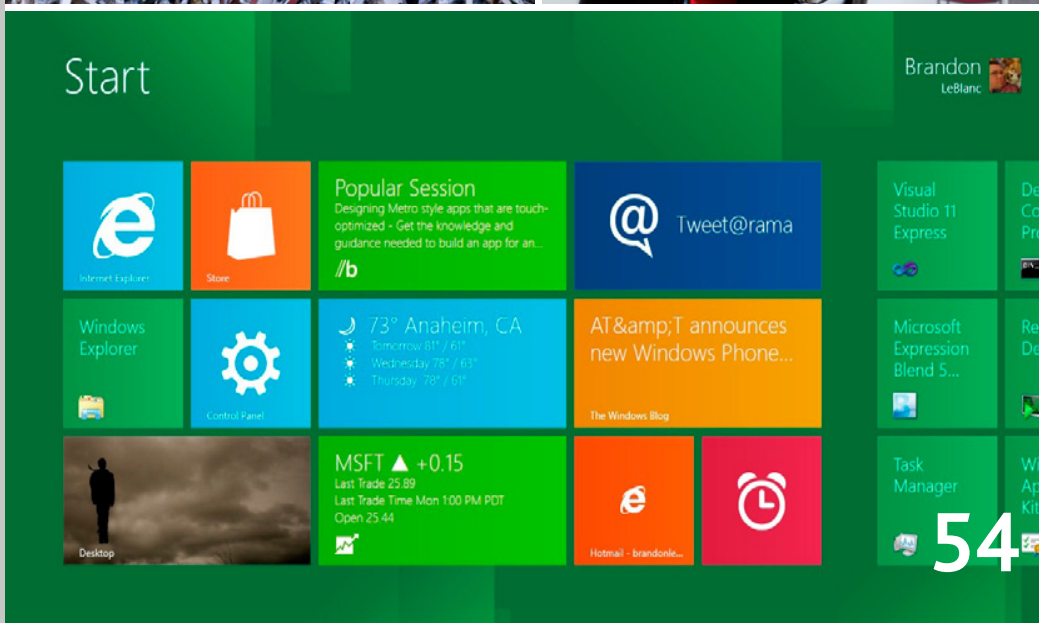 Start
Brandon
LeBlanc
Internet Explorer
Store
Popular Session
Designing Metro style apps that are touch-
optimized - Get the knowledge and
guidance needed to build an app for an...
//b
@ Tweet@rama
Visual
Studio 11
Express
Windows
Explorer
Control Panel
73° Anaheim, CA
Tomorrow 81° / 61°
Wednesday 78° / 63°
Thursday 78° / 61°
AT&amp;T announces
new Windows Phone...
The Windows Blog
Microsoft
Expression
Blend 5...
Desktop
MSFT ▲ +0.15
Last Trade 25.89
Last Trade Time Mon 1:00 PM PDT
Open 25.44
Hotmail - brandonle...
Task
Manager
54